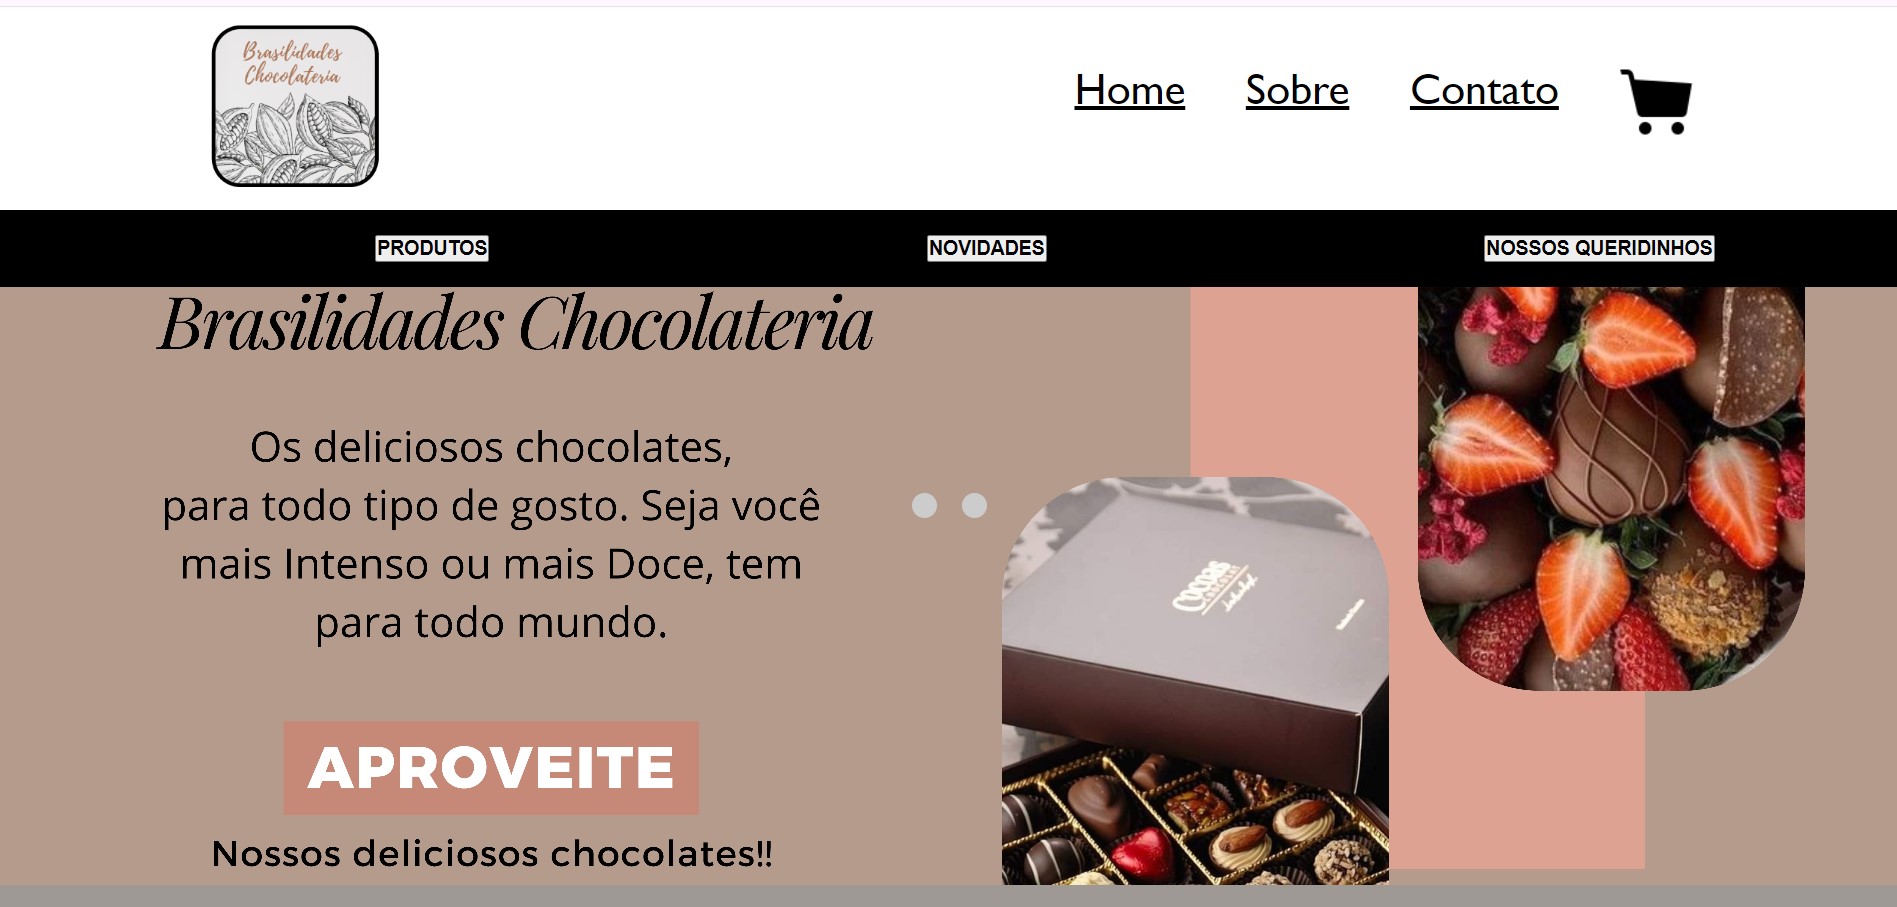 Brasilidades
Chocolateria
Home Sobre Contato
PRODUTOS NOVIDADES NOSSOS QUERIDINHOS
Brasilidades Chocolateria
Os deliciosos chocolates,
para todo tipo de gosto. Seja você
mais Intenso ou mais Doce, tem
para todo mundo.
APROVEITE
Nossos deliciosos chocolates!!
COCOAS